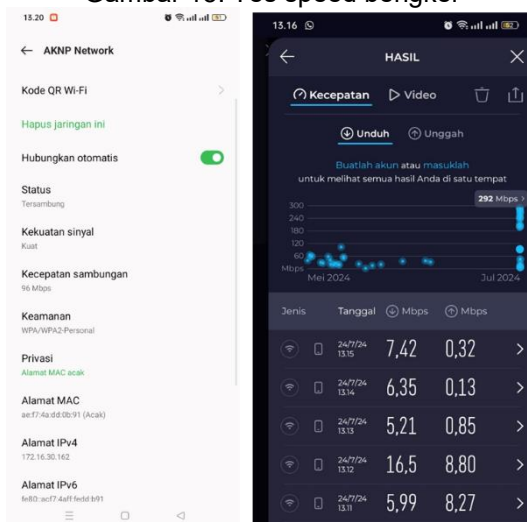 Gambar 15. Tes speed bengkel
13.20
AKNP Network
Kode QR Wi-Fi
Hapus jaringan ini
Hubungkan otomatis
Status
Tersambung
Kekuatan sinyal
Kuat
Kecepatan sambungan
96 Mbps
Keamanan
WPA/WPA2-Personal
Privasi
Alamat MAC acak
Alamat MAC
ae:f7:4a:dd:0b:91 (Acak)
Alamat IPv4
172.16.30.162
Alamat IPv6
fe80::acf7:4aff:fedd:b91
13.16
HASIL
Kecepatan Video
Unduh Unggah
Buatlah akun atau masuklah
untuk melihat semua hasil Anda di satu tempat
292 Mbps
300
240
180
120
60
Mbps
Mei 2024 Jul 2024
Jenis Tanggal Mbps Mbps
24/7/24 13.15 7,42 0,32
24/7/24 13.14 6,35 0,13
24/7/24 13.13 5,21 0,85
24/7/24 13.12 16,5 8,80
24/7/24 13.11 5,99 8,27